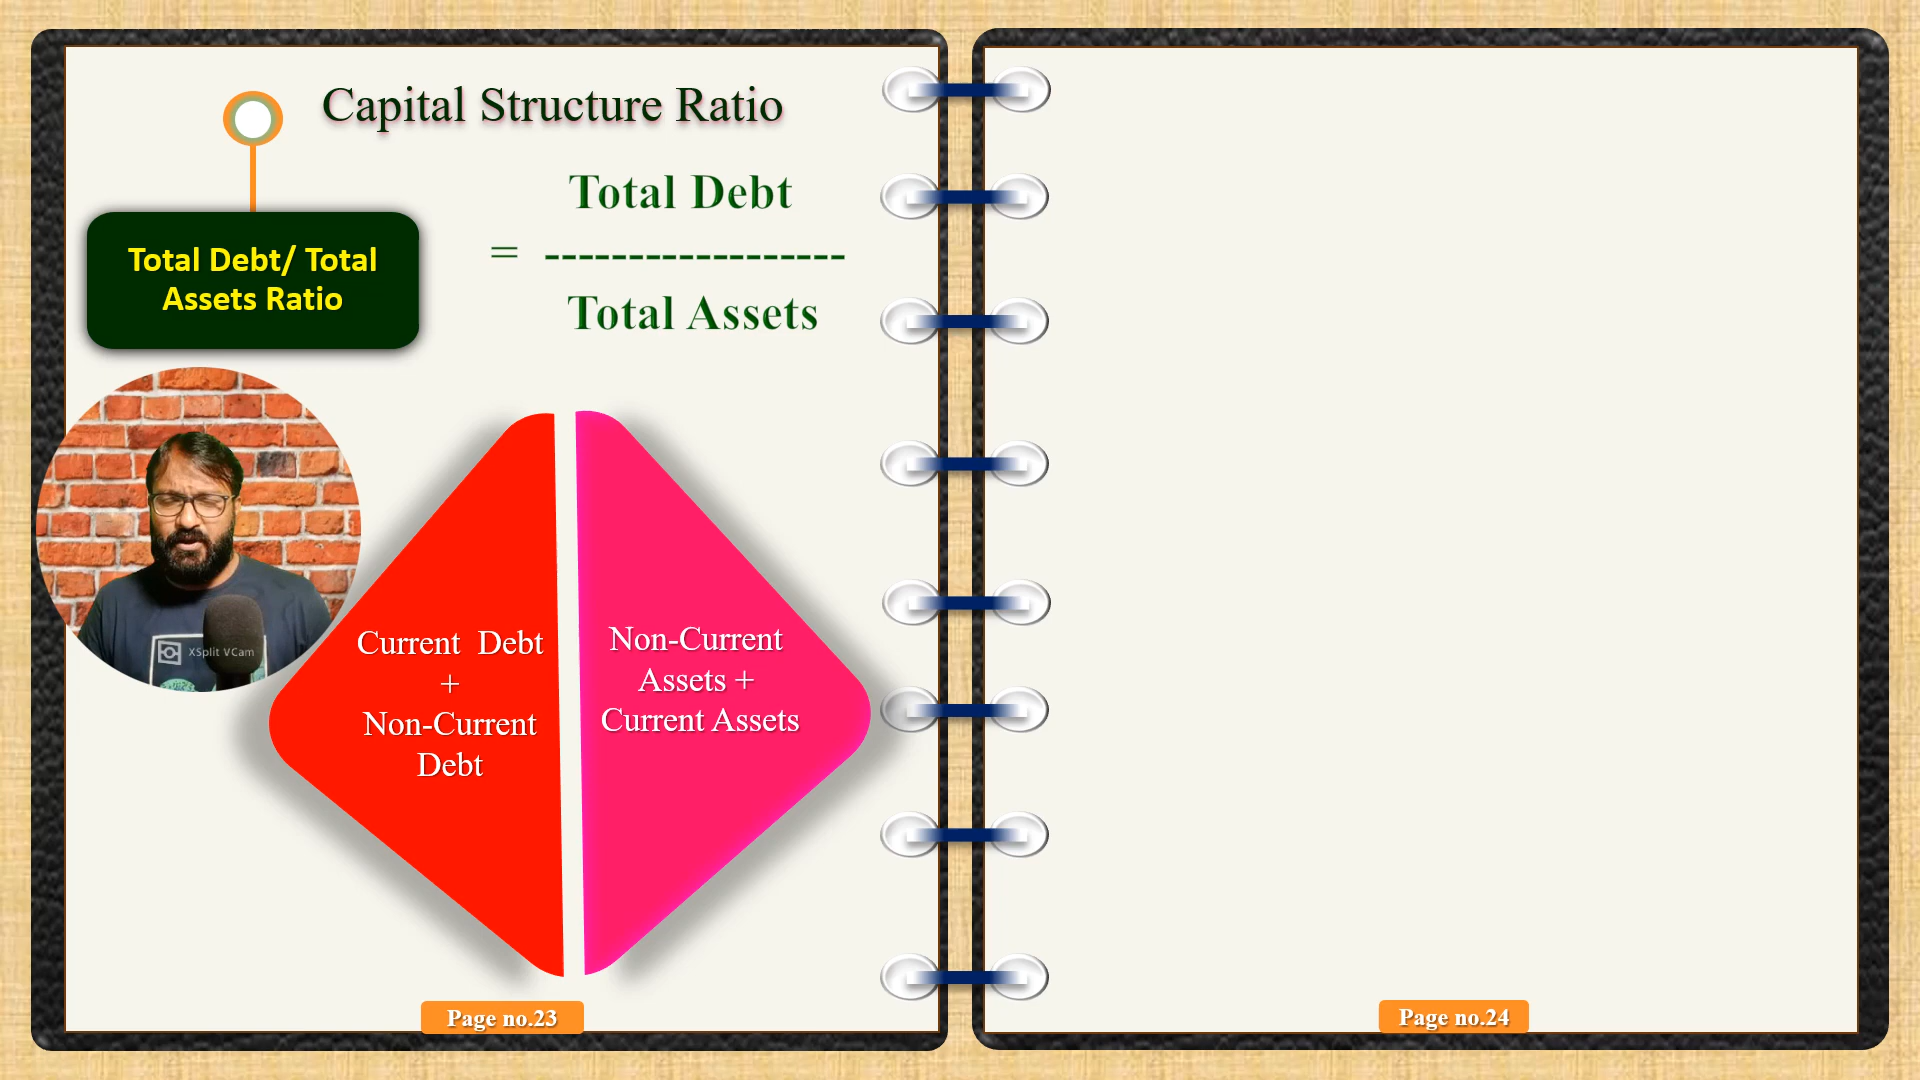 Capital Structure Ratio
Total Debt/ Total
Assets Ratio
Total Debt
= ------------------
Total Assets
XSplit VCam
Current Debt
+
Non-Current
Debt
Non-Current
Assets +
Current Assets
Page no.23
Page no.24